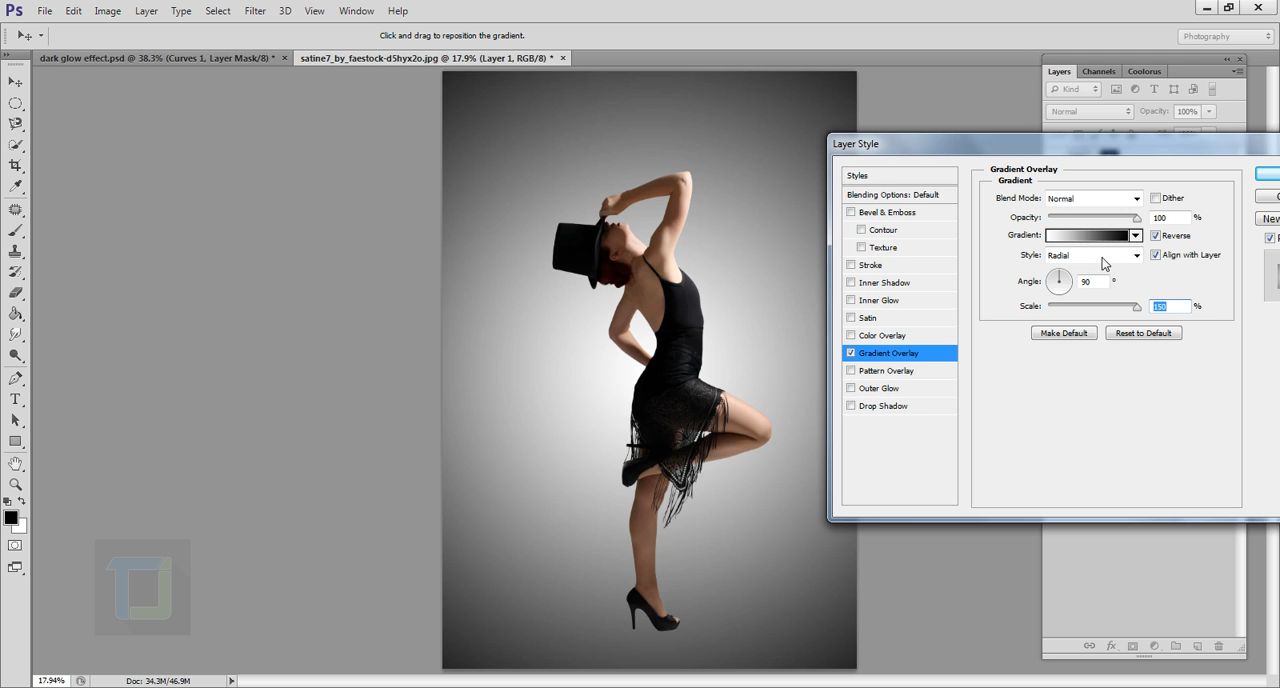 Ps File Edit Image Layer Type Select Filter 3D View Window Help
Click and drag to reposition the gradient.
Photography
dark glow effect.psd @ 38.3% (Curves 1, Layer Mask/8) * × satine7_by_faestock-d5hyx2o.jpg @ 17.9% (Layer 1, RGB/8) * ×
Layers Channels Coolorus
Kind
Normal Opacity: 100%
Layer Style
Styles
Blending Options: Default
Bevel & Emboss
Contour
Texture
Stroke
Inner Shadow
Inner Glow
Satin
Color Overlay
Gradient Overlay
Pattern Overlay
Outer Glow
Drop Shadow
Gradient Overlay
Gradient
Blend Mode: Normal Dither
Opacity: 100 %
Gradient: Reverse
Style: Radial Align with Layer
Angle: 90 °
Scale: 150 %
Make Default Reset to Default
New
TJ
17.94% Doc: 34.3M/46.9M